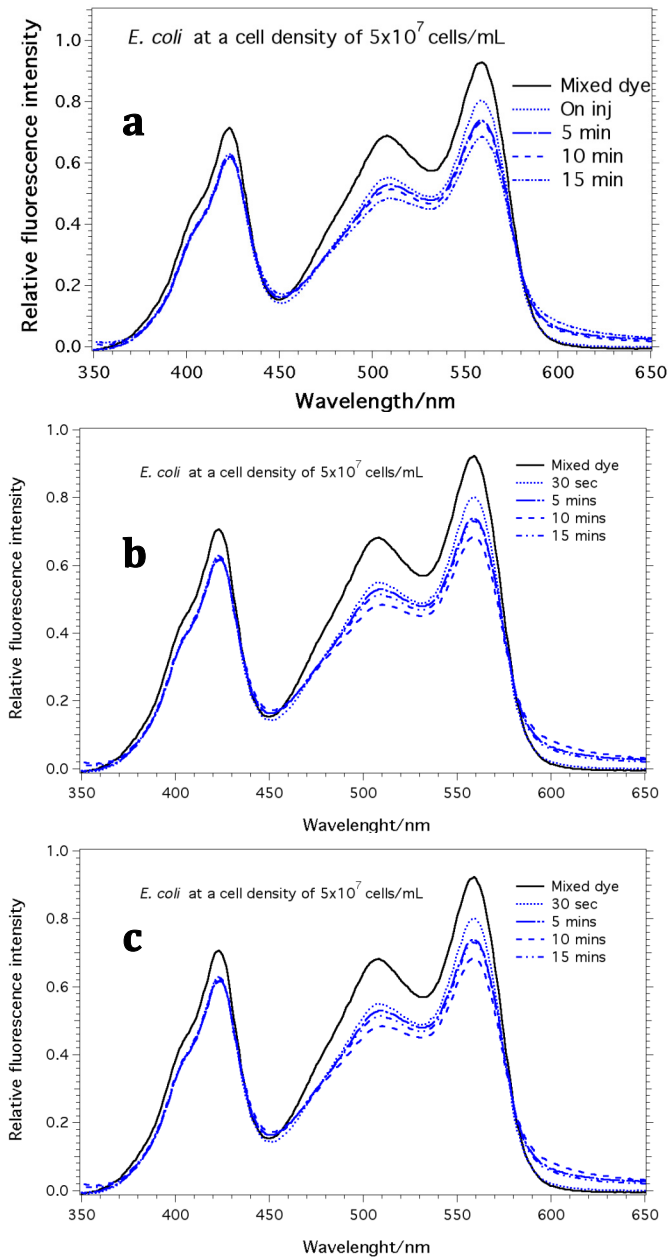 1.0
E. coli at a cell density of 5x10⁷ cells/mL
a
Mixed dye
On inj
5 min
10 min
15 min
0.8
0.6
0.4
0.2
0.0
Relative fluorescence intensity
350 400 450 500 550 600 650
Wavelength/nm
1.0
E. coli at a cell density of 5x10⁷ cells/mL
b
Mixed dye
30 sec
5 mins
10 mins
15 mins
0.8
0.6
0.4
0.2
0.0
Relative fluorescence intensity
350 400 450 500 550 600 650
Wavelenght/nm
1.0
E. coli at a cell density of 5x10⁷ cells/mL
c
Mixed dye
30 sec
5 mins
10 mins
15 mins
0.8
0.6
0.4
0.2
0.0
Relative fluorescence intensity
350 400 450 500 550 600 650
Wavelenght/nm